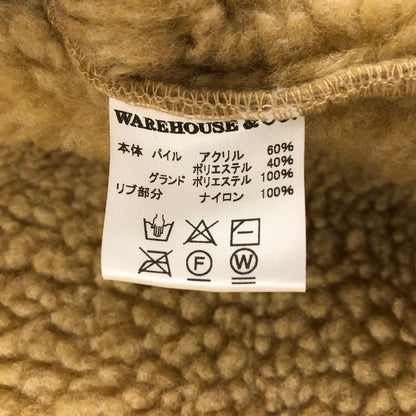 WAREHOUSE & CO.
本体 パイル アクリル 60%
ポリエステル 40%
グランド ポリエステル 100%
リブ部分 ナイロン 100%
F W